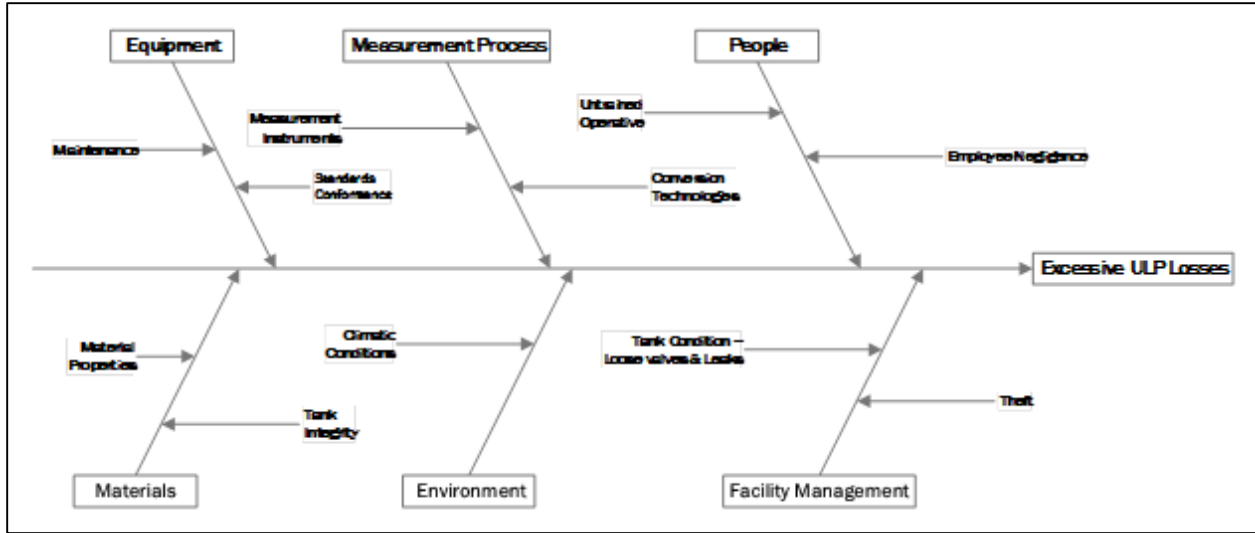 Equipment
Measurement Process
People
Untrained
Operative
Measurement
Instruments
Maintenance
Employee Negligence
Standards
Conformance
Conversion
Technologies
Excessive ULP Losses
Climatic
Conditions
Tank Condition –
Loose valves & Leaks
Material
Properties
Theft
Tank
Integrity
Materials
Environment
Facility Management